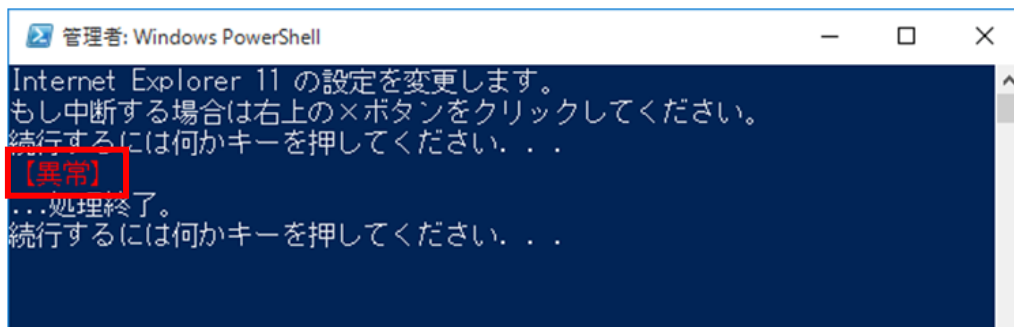 管理者: Windows PowerShell
Internet Explorer 11 の設定を変更します。
もし中断する場合は右上の×ボタンをクリックしてください。
続行するには何かキーを押してください．．．
【異常】
...処理終了。
続行するには何かキーを押してください．．．